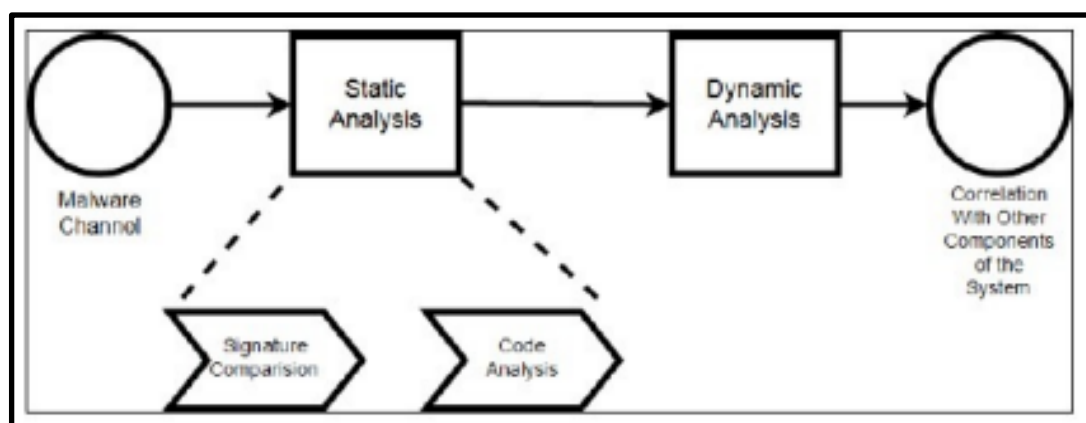 Static
Analysis
Dynamic
Analysis
Malware
Channel
Correlation
With Other
Components
of the
System
Signature
Comparision
Code
Analysis